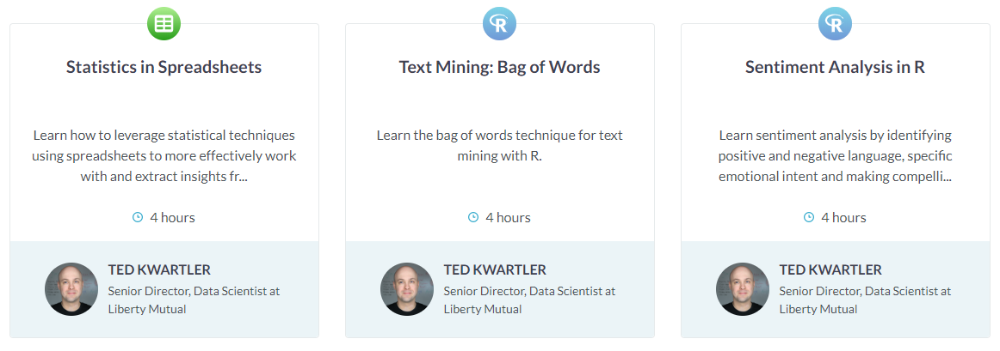 Statistics in Spreadsheets
Learn how to leverage statistical techniques
using spreadsheets to more effectively work
with and extract insights fr...
4 hours
TED KWARTLER
Senior Director, Data Scientist at
Liberty Mutual
R
Text Mining: Bag of Words
Learn the bag of words technique for text
mining with R.
4 hours
TED KWARTLER
Senior Director, Data Scientist at
Liberty Mutual
R
Sentiment Analysis in R
Learn sentiment analysis by identifying
positive and negative language, specific
emotional intent and making compelli...
4 hours
TED KWARTLER
Senior Director, Data Scientist at
Liberty Mutual